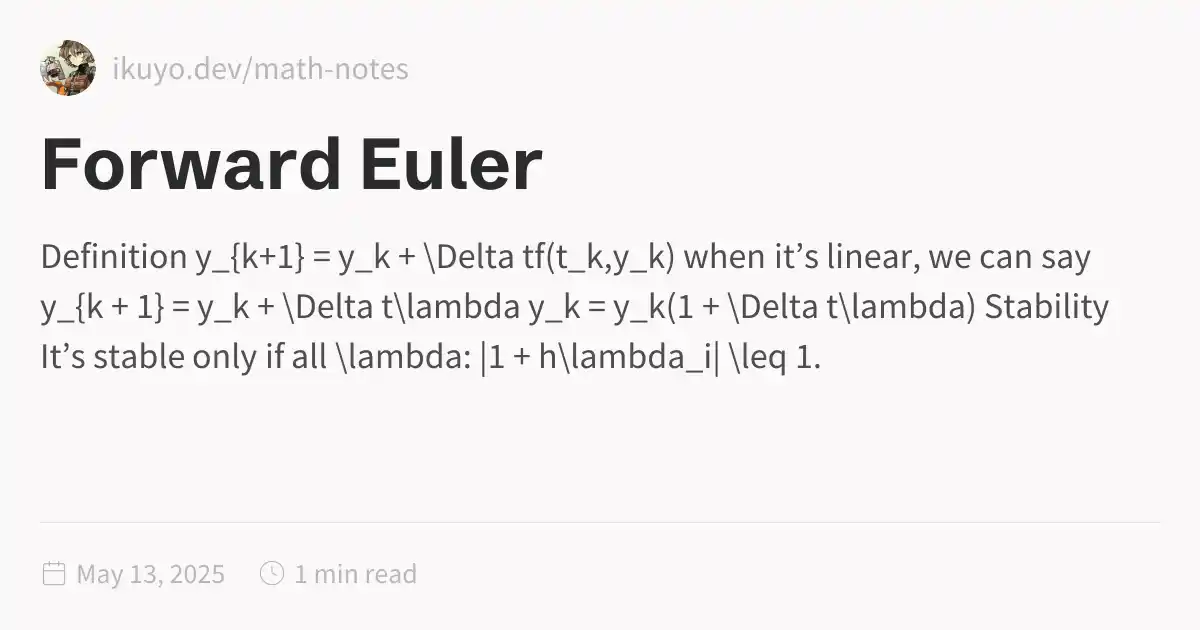 ikuyo.dev/math-notes
Forward Euler
Definition y_{k+1} = y_k + \Delta tf(t_k,y_k) when it’s linear, we can say
y_{k + 1} = y_k + \Delta t\lambda y_k = y_k(1 + \Delta t\lambda) Stability
It’s stable only if all \lambda: |1 + h\lambda_i| \leq 1.
May 13, 2025
1 min read